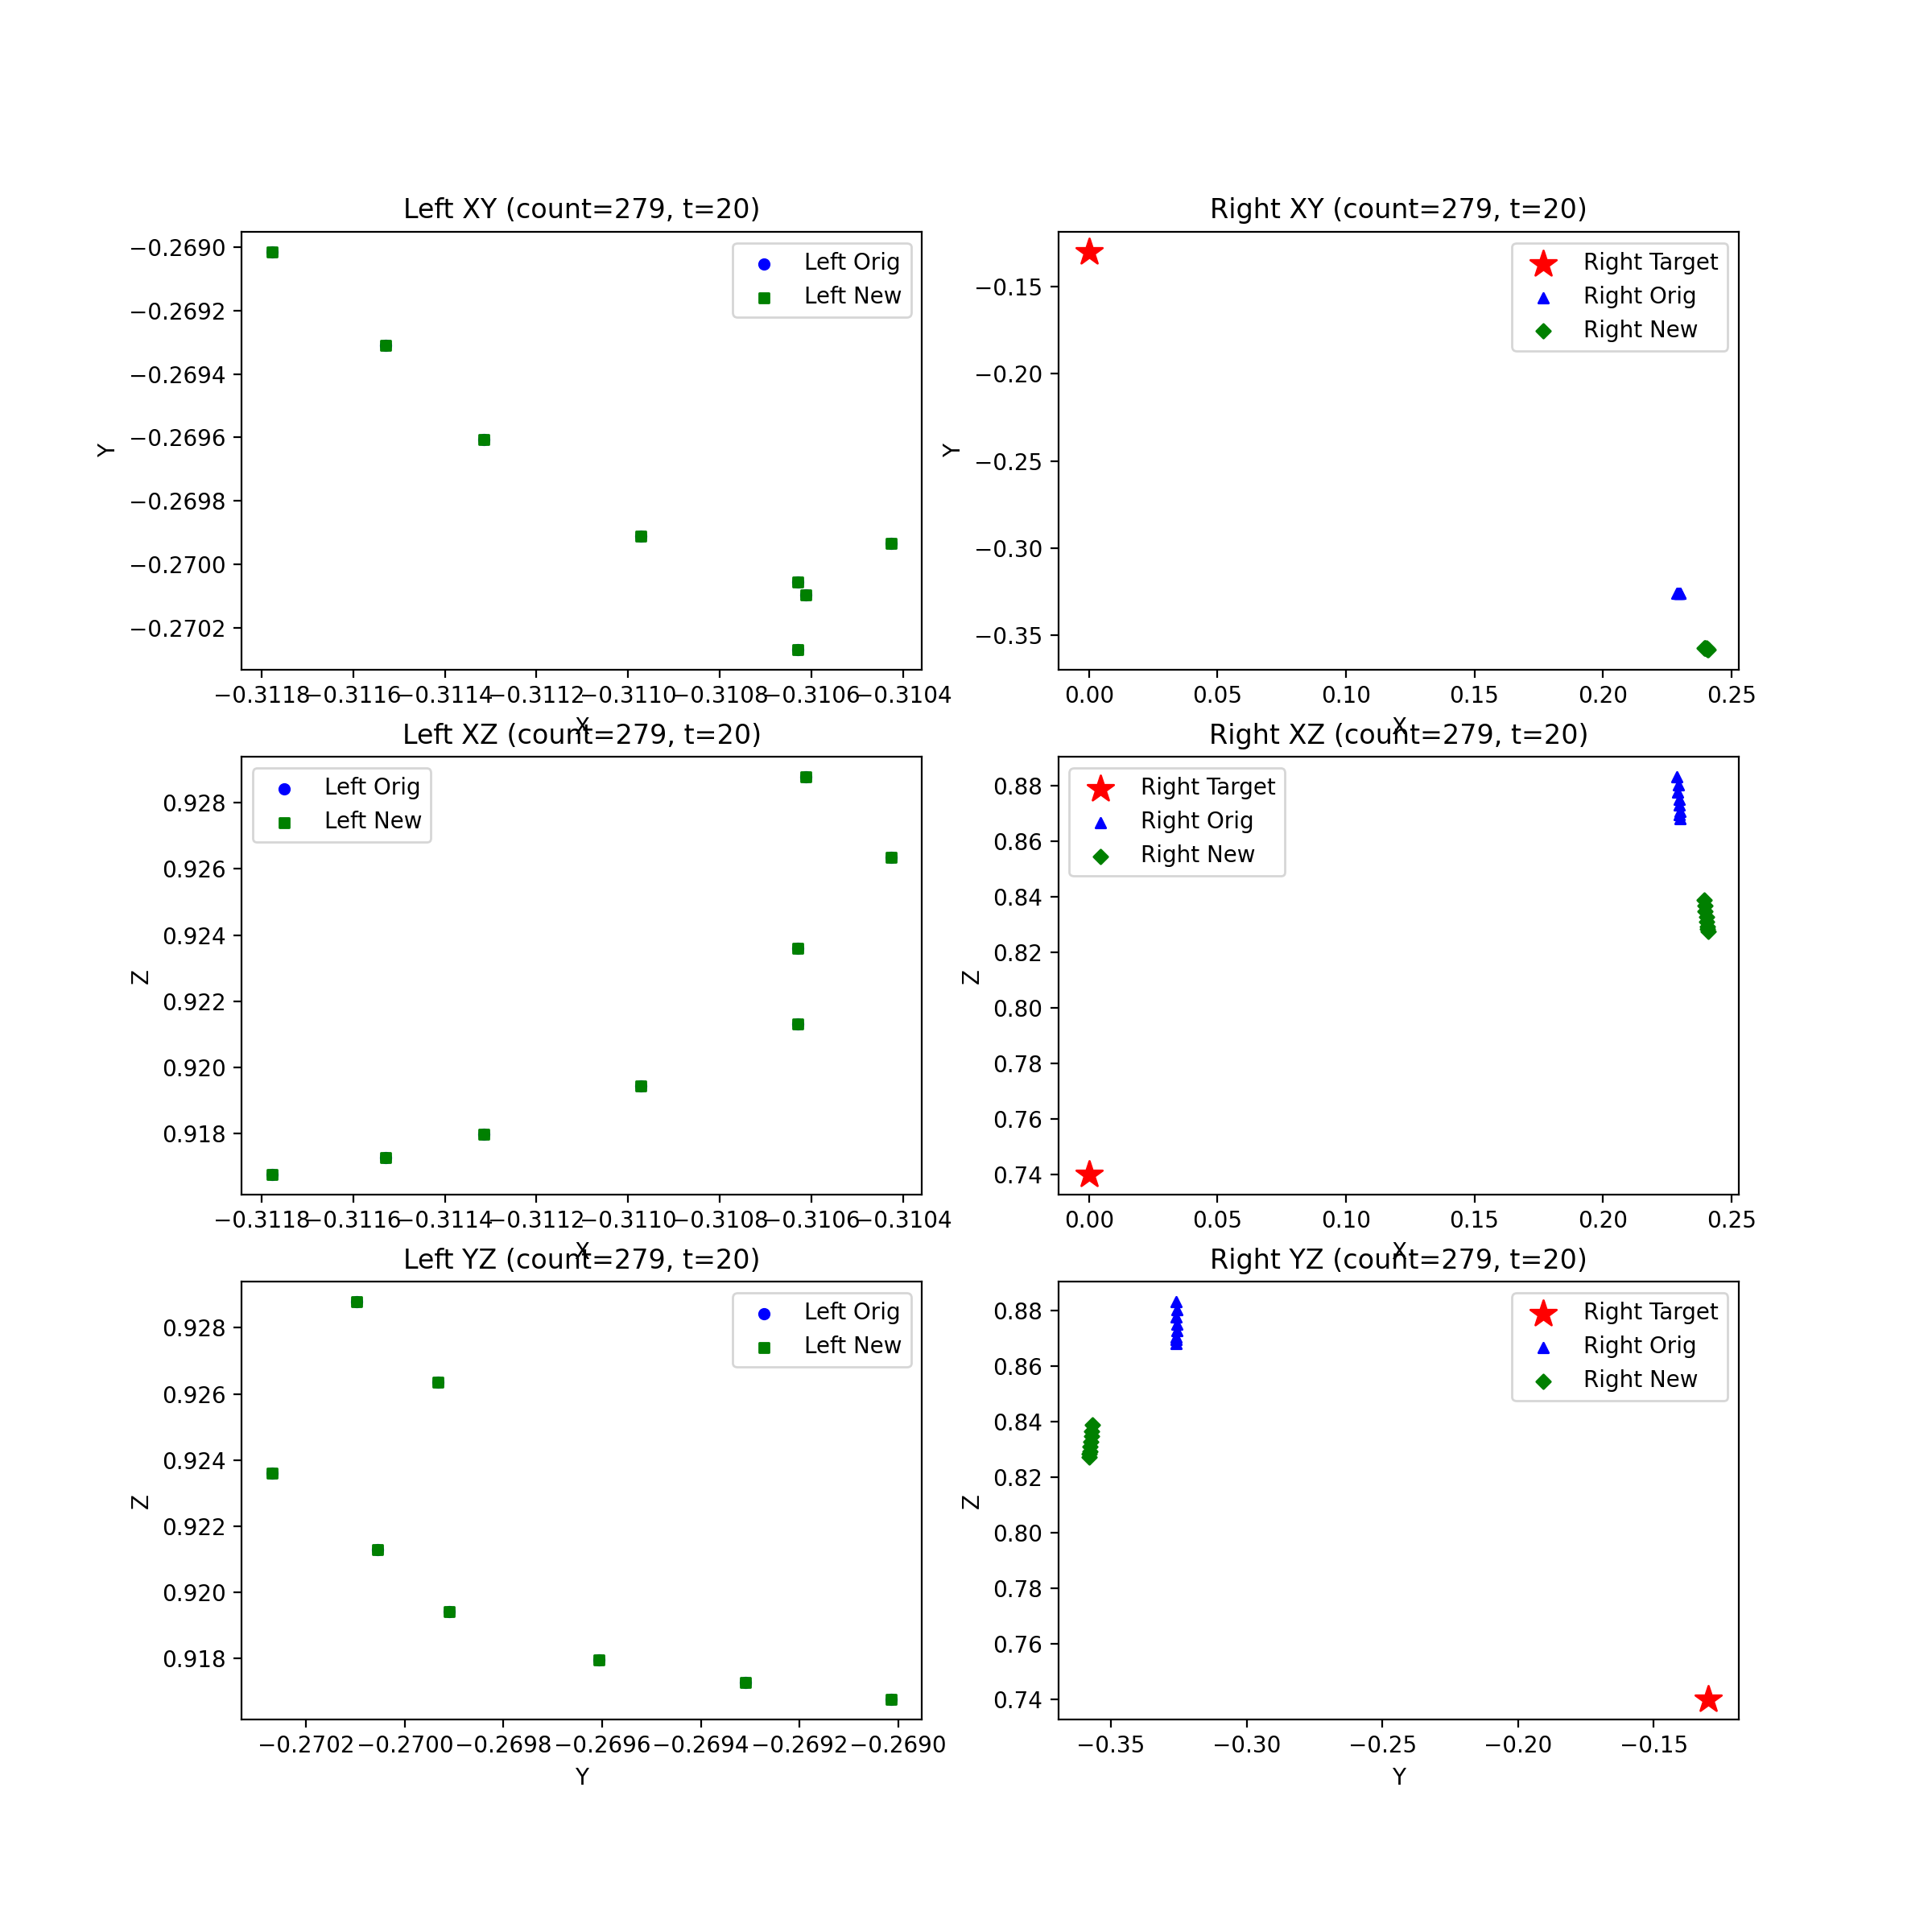 Left XY (count=279, t=20)
−0.2690
−0.2692
−0.2694
−0.2696
−0.2698
−0.2700
−0.2702
Y
Left Orig
Left New
−0.3118 −0.3116 −0.3114 −0.3112 −0.3110 −0.3108 −0.3106 −0.3104
X
Right XY (count=279, t=20)
−0.15
−0.20
−0.25
−0.30
−0.35
Y
Right Target
Right Orig
Right New
0.00 0.05 0.10 0.15 0.20 0.25
X
Left XZ (count=279, t=20)
0.928
0.926
0.924
0.922
0.920
0.918
Z
Left Orig
Left New
−0.3118 −0.3116 −0.3114 −0.3112 −0.3110 −0.3108 −0.3106 −0.3104
X
Right XZ (count=279, t=20)
0.88
0.86
0.84
0.82
0.80
0.78
0.76
0.74
Z
Right Target
Right Orig
Right New
0.00 0.05 0.10 0.15 0.20 0.25
X
Left YZ (count=279, t=20)
0.928
0.926
0.924
0.922
0.920
0.918
Z
Left Orig
Left New
−0.2702 −0.2700 −0.2698 −0.2696 −0.2694 −0.2692 −0.2690
Y
Right YZ (count=279, t=20)
0.88
0.86
0.84
0.82
0.80
0.78
0.76
0.74
Z
Right Target
Right Orig
Right New
−0.35 −0.30 −0.25 −0.20 −0.15
Y